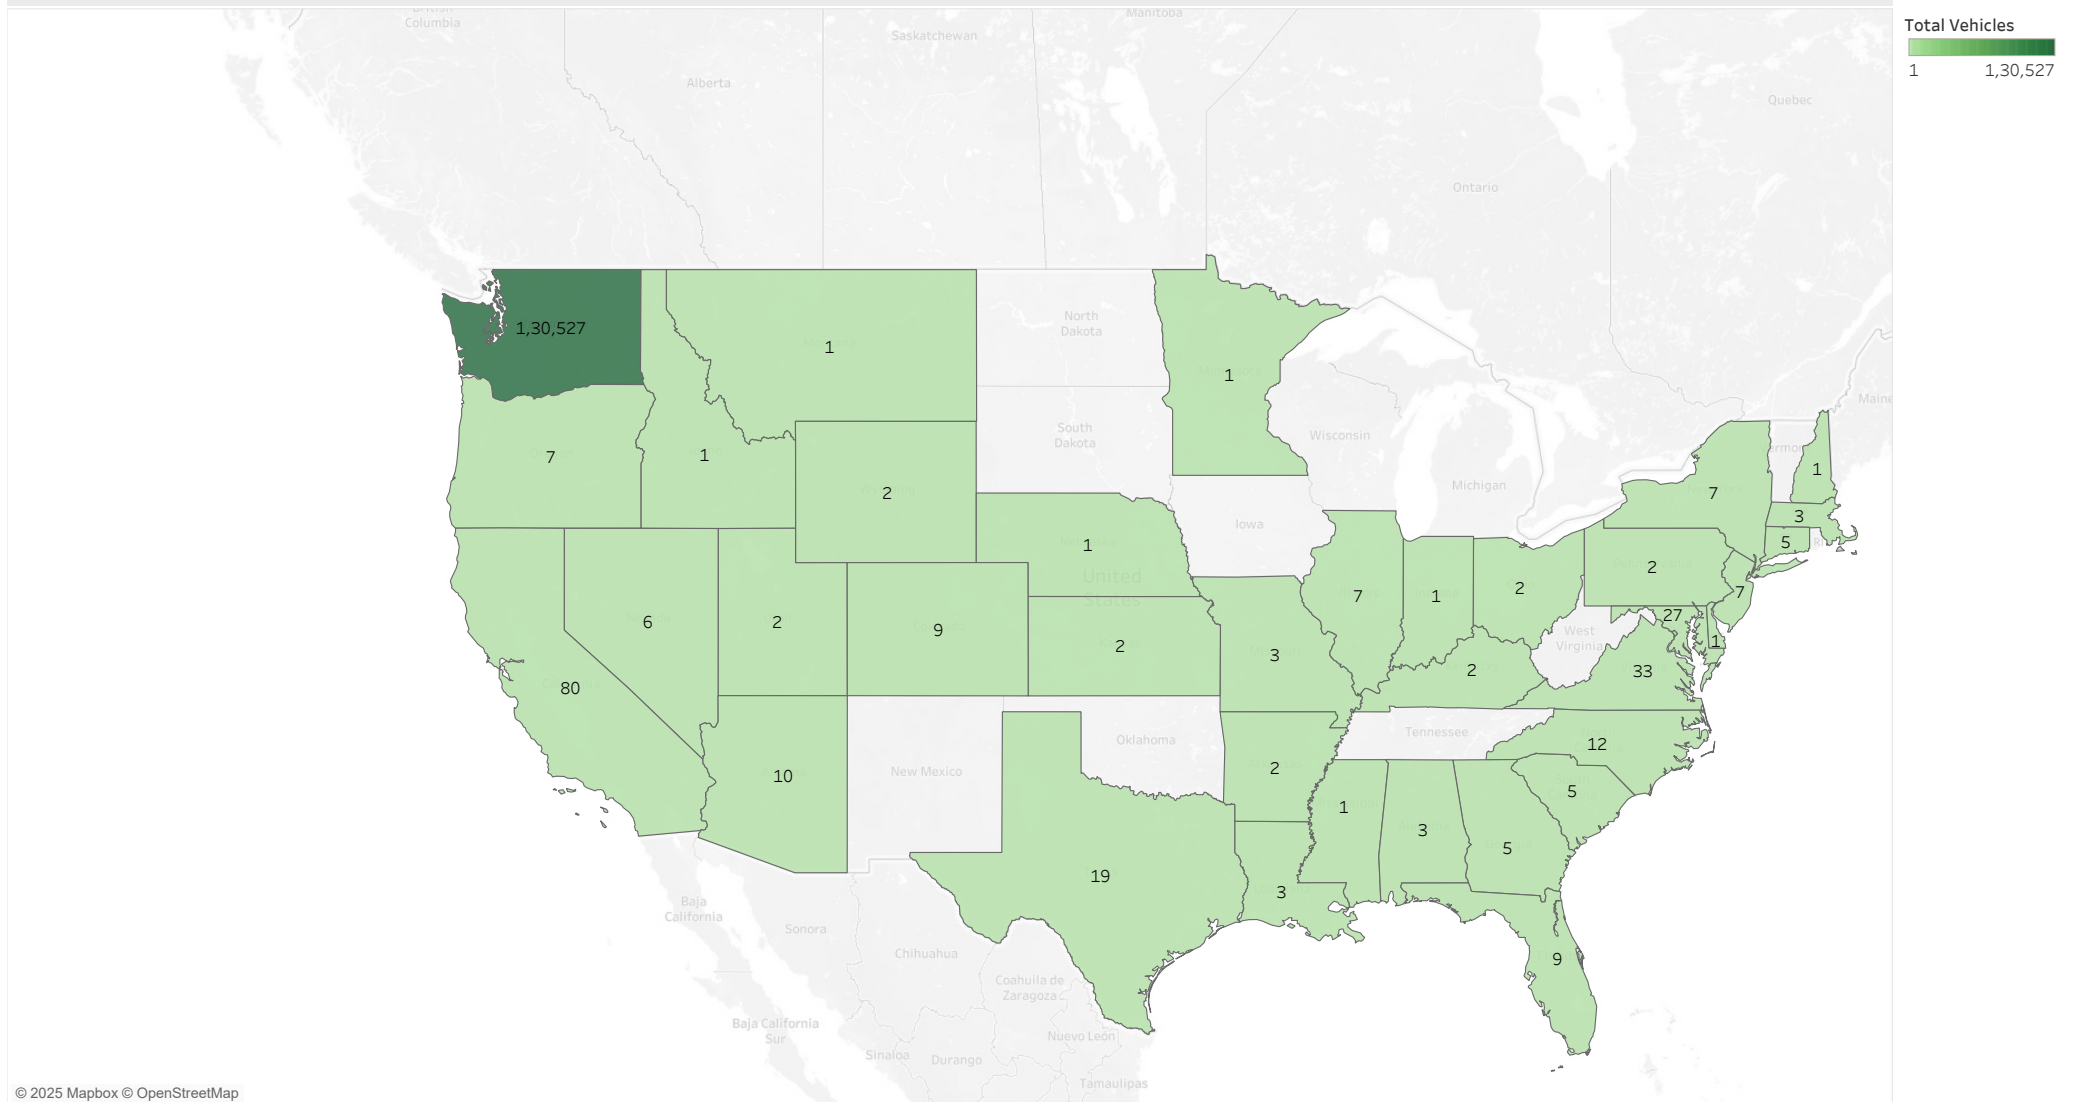 British
Columbia
Manitoba
Saskatchewan
Alberta
Quebec
Ontario
Total Vehicles
1
1,30,527
1,30,527
1
North
Dakota
1
South
Dakota
Wisconsin
Michigan
Maine
7
1
2
Iowa
7
1
3
5
RI
1
United
States
7
1
2
2
7
27
1
6
2
9
2
3
2
West
Virginia
33
80
10
New Mexico
Oklahoma
Tennessee
12
2
1
3
5
South
5
19
3
9
Baja
California
Sonora
Chihuahua
Coahuila de
Zaragoza
Baja California
Sur
Nuevo León
Sinaloa
Durango
Tamaulipas
© 2025 Mapbox © OpenStreetMap